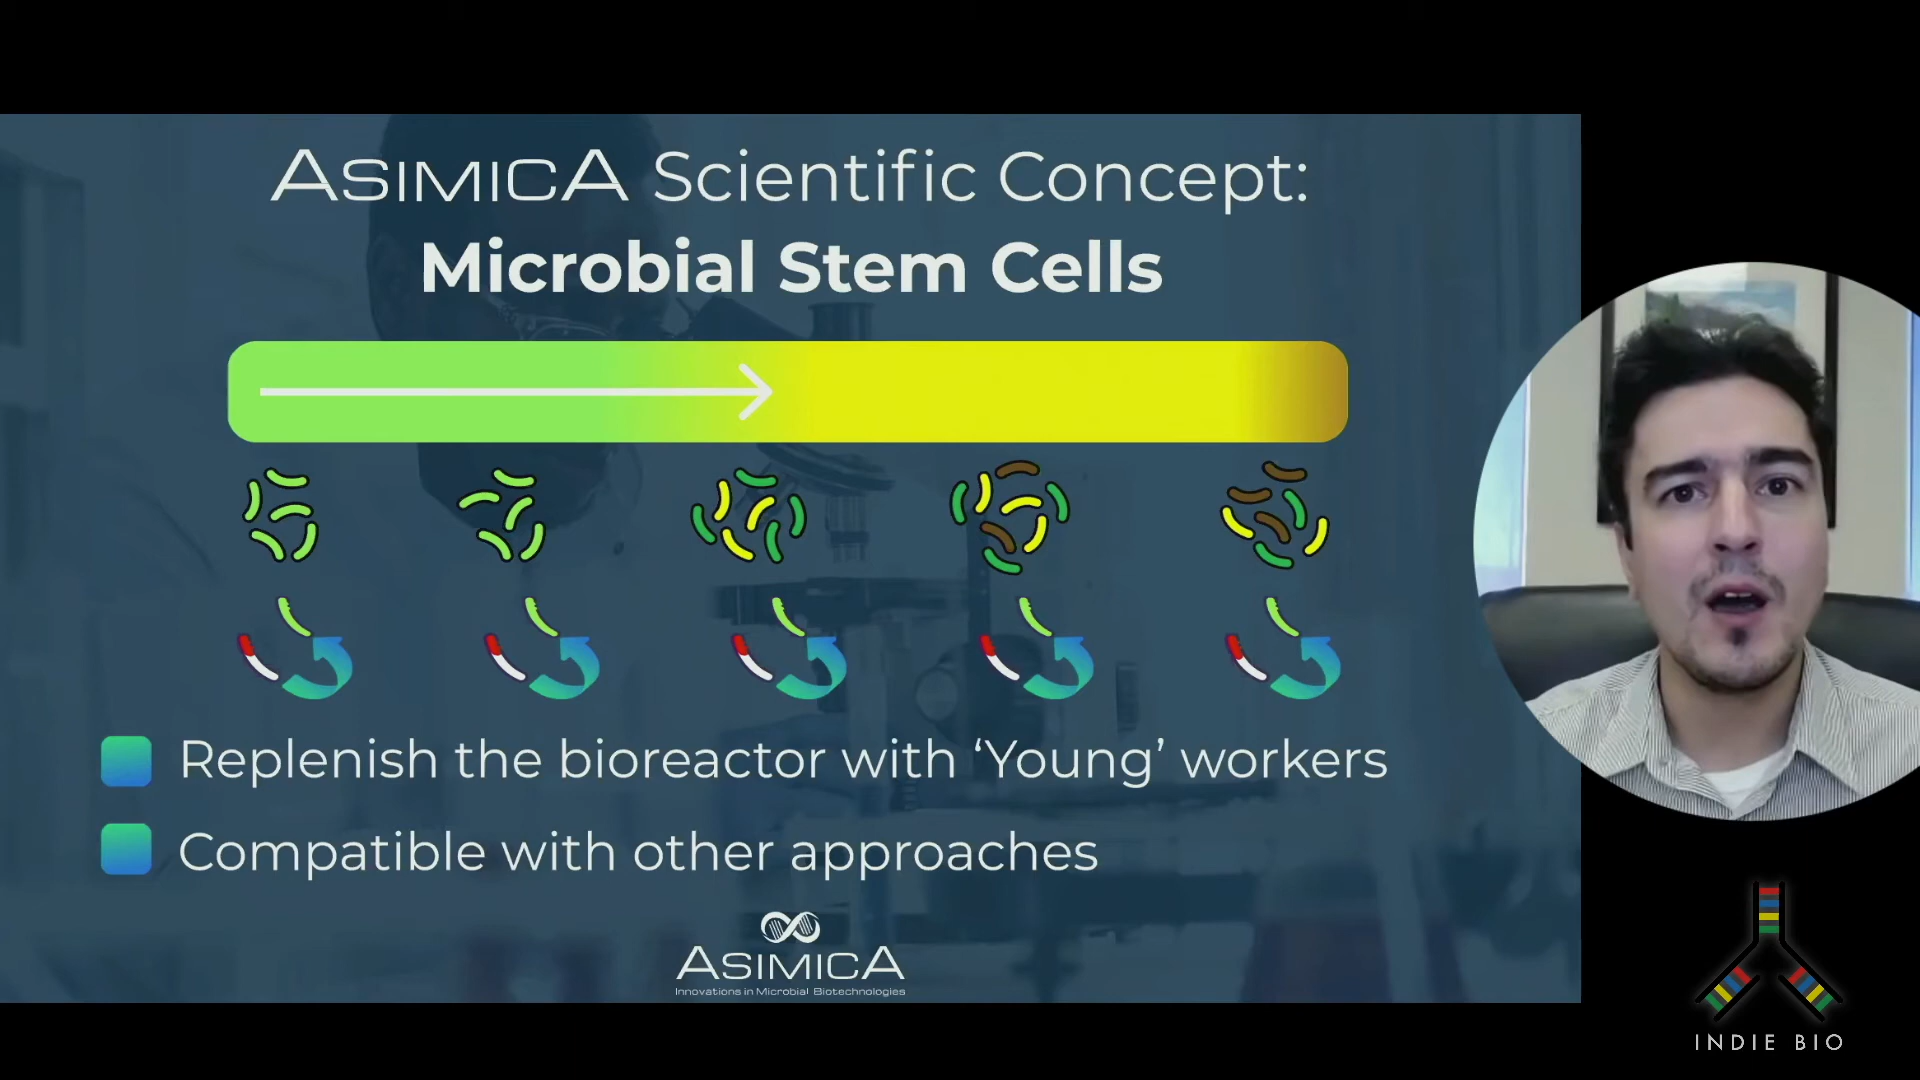 ASIMICA Scientific Concept:
Microbial Stem Cells
Replenish the bioreactor with ‘Young’ workers
Compatible with other approaches
ASIMICA
Innovations in Microbial Biotechnologies
INDIE BIO